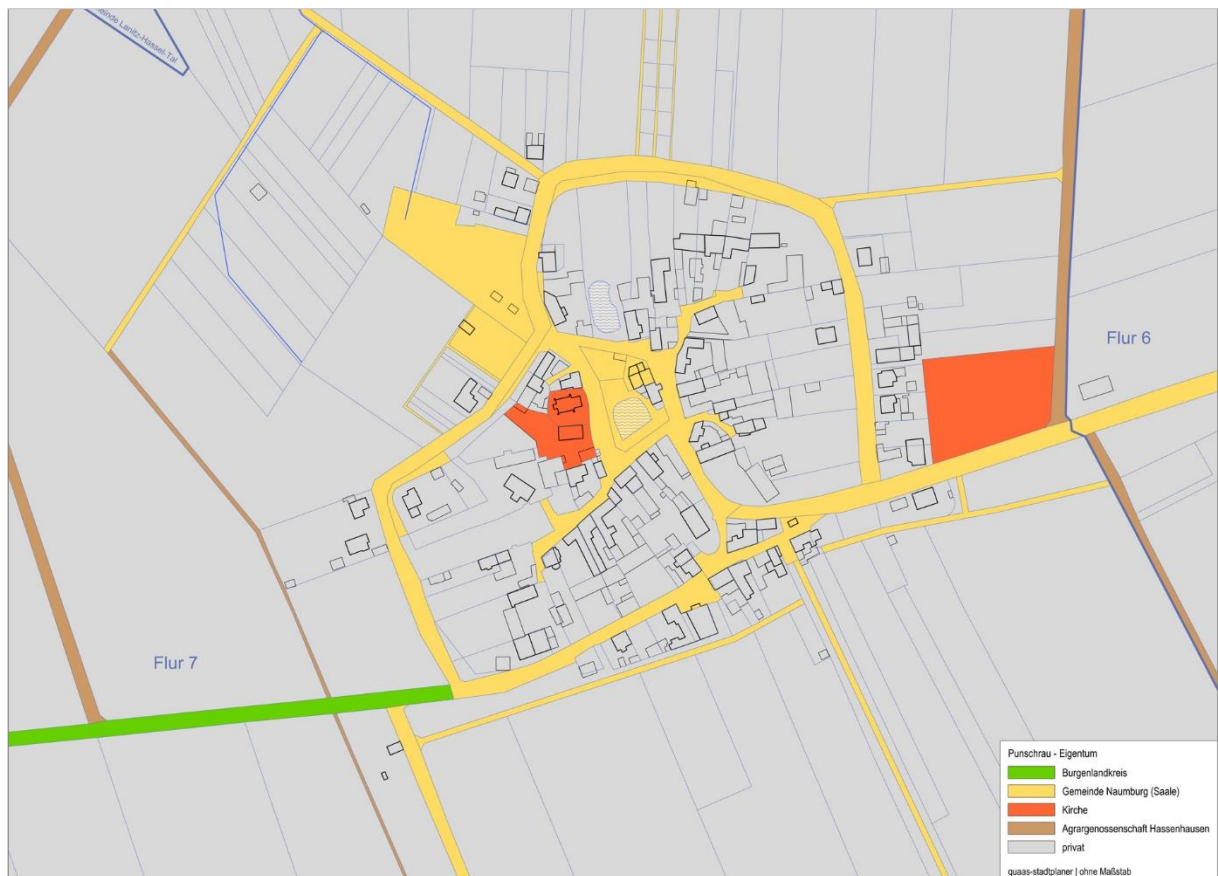 einde Lanitz-Hassel-Tal
Flur 6
Flur 7
Punschrau - Eigentum
Burgenlandkreis
Gemeinde Naumburg (Saale)
Kirche
Agrargenossenschaft Hassenhausen
privat
quaas-stadtplaner | ohne Maßstab